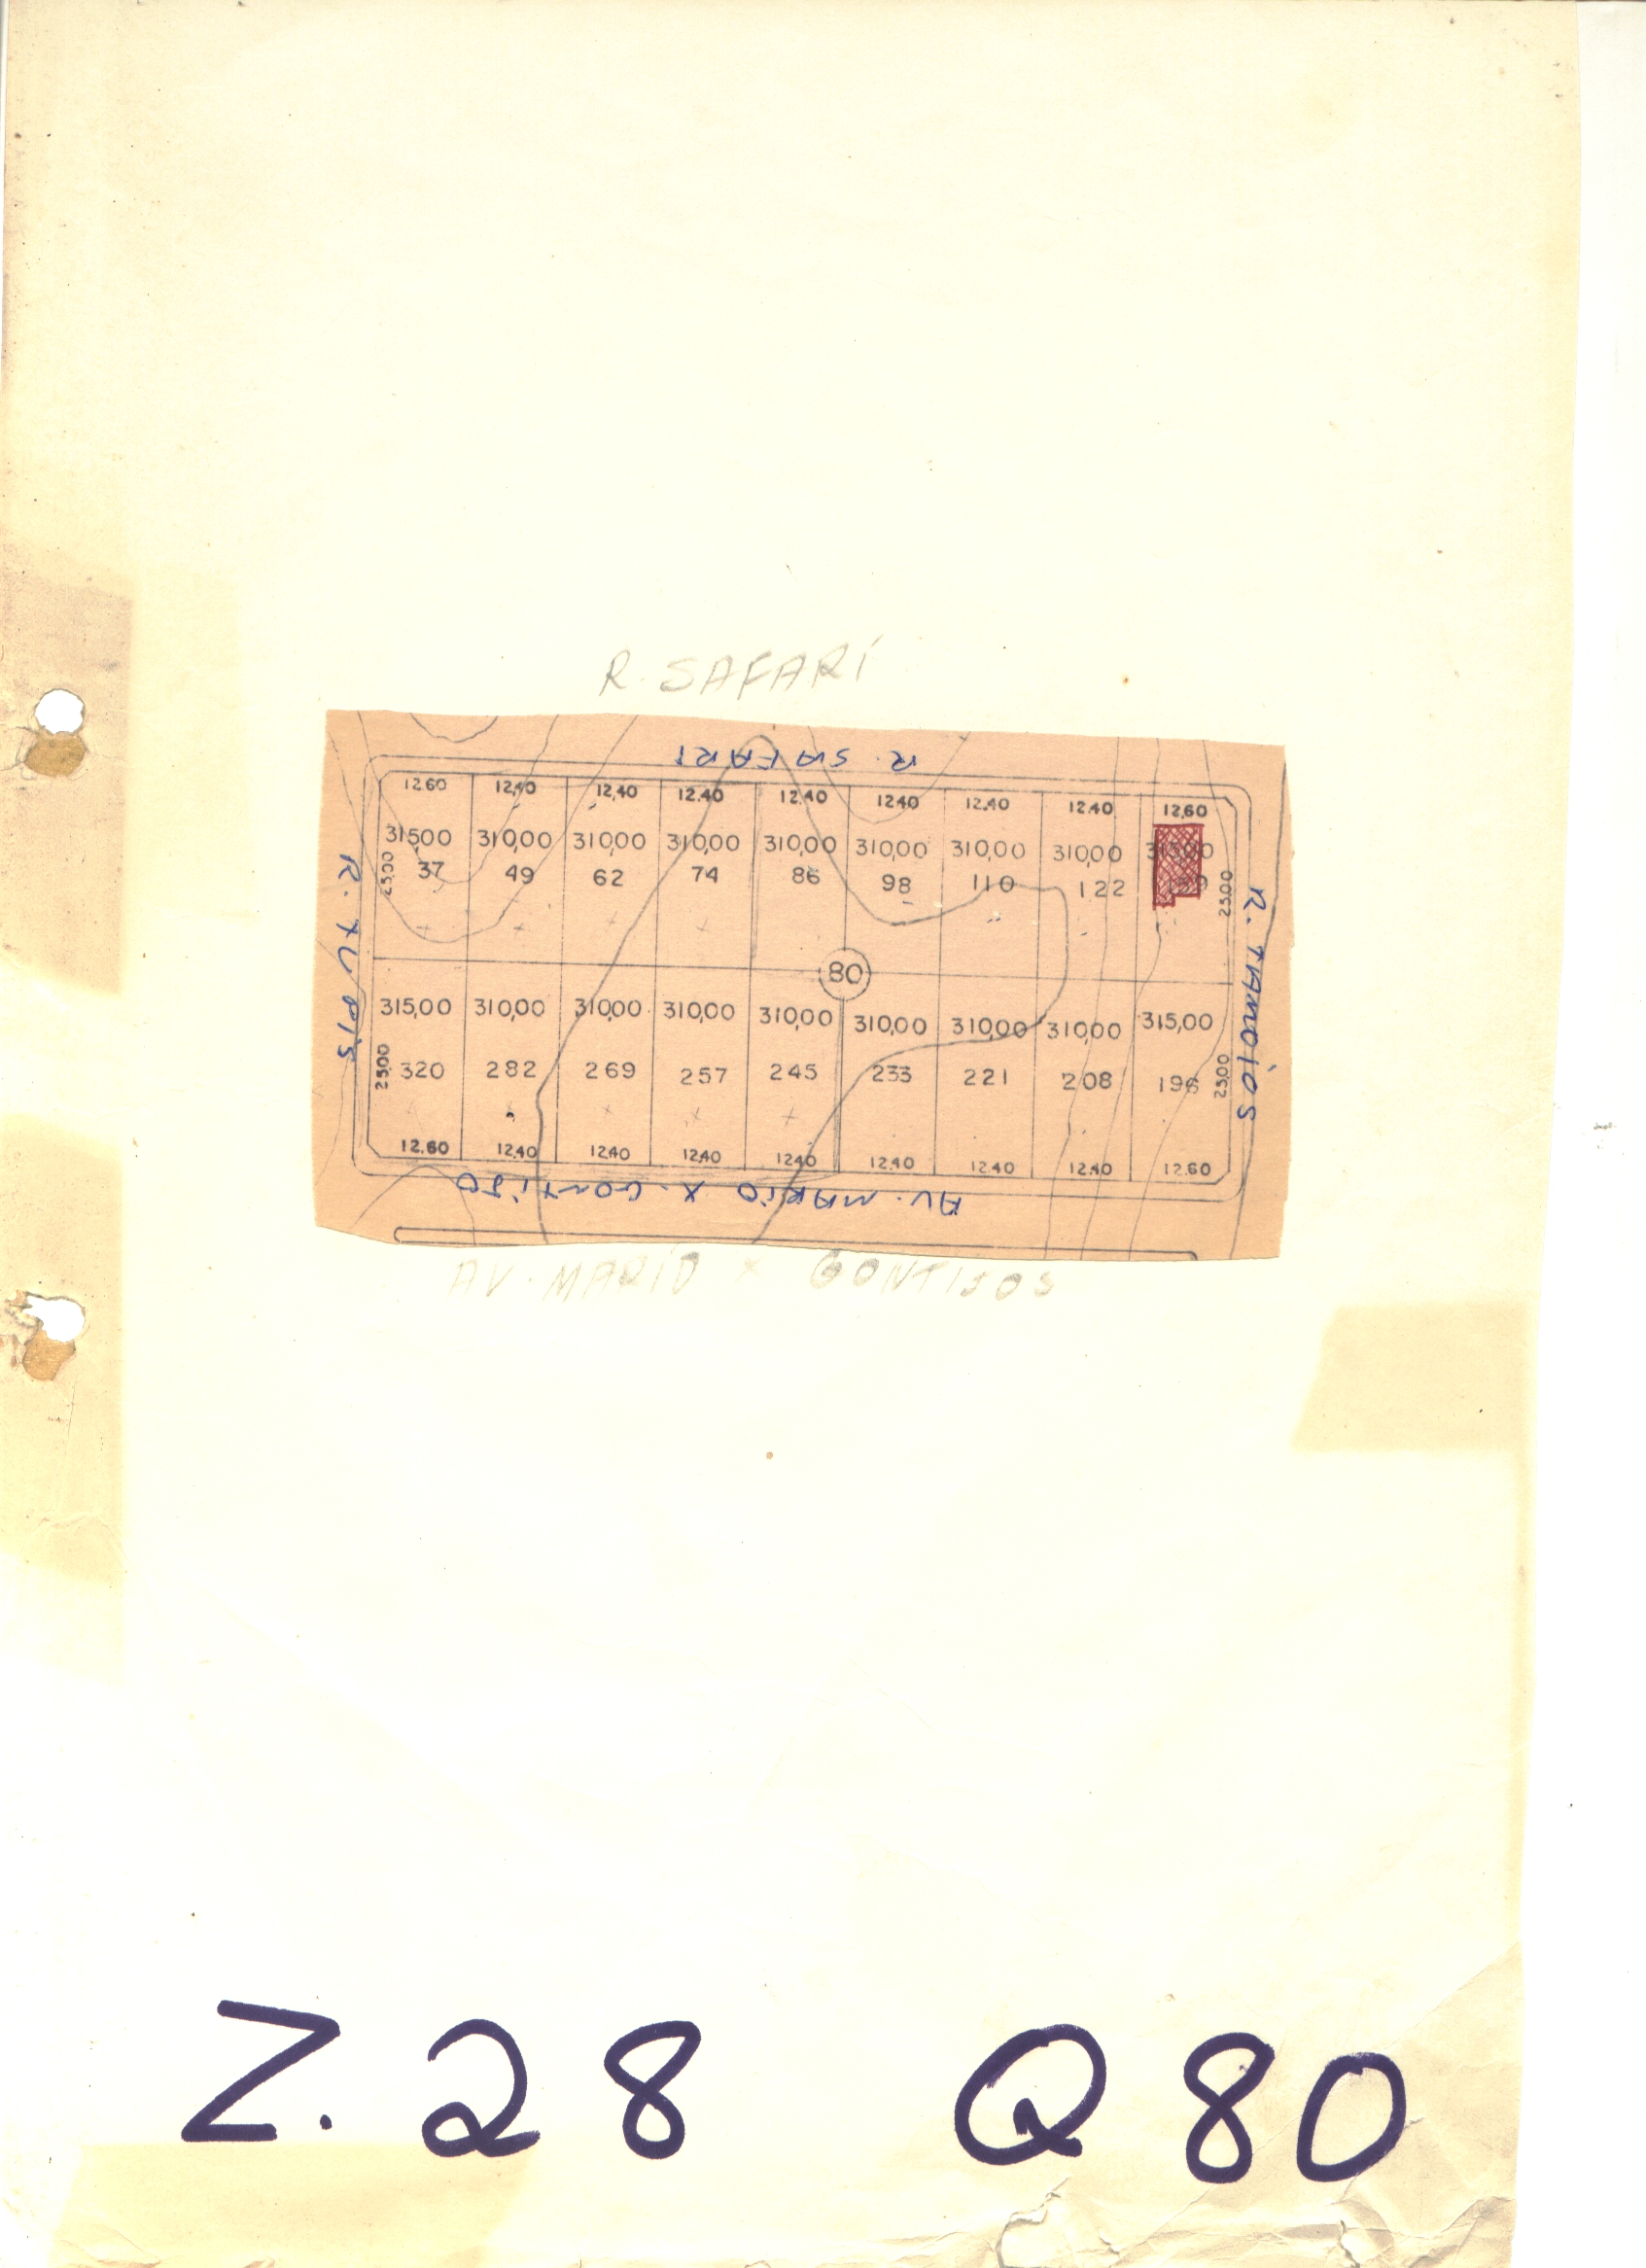 R. SAFARÍ
R. SAFARI
12.60 12.40 12.40 12.40 12.40 12.40 12.40 12.40 12.60
315,00 310,00 310,00 310,00 310,00 310,00 310,00 310,00
25,00 37 49 62 74 86 98 110 122 25,00
R. TUPIS
R. TAMOIOS
80
315,00 310,00 310,00 310,00 310,00 310,00 310,00 310,00 315,00
25,00 320 282 269 257 245 233 221 208 196 25,00
12.60 12.40 12.40 12.40 12.40 12.40 12.40 12.40 12.60
AV. MARIO X. GONTIJO
AV. MARIO X GONTIJOS
Z. 28 Q 80